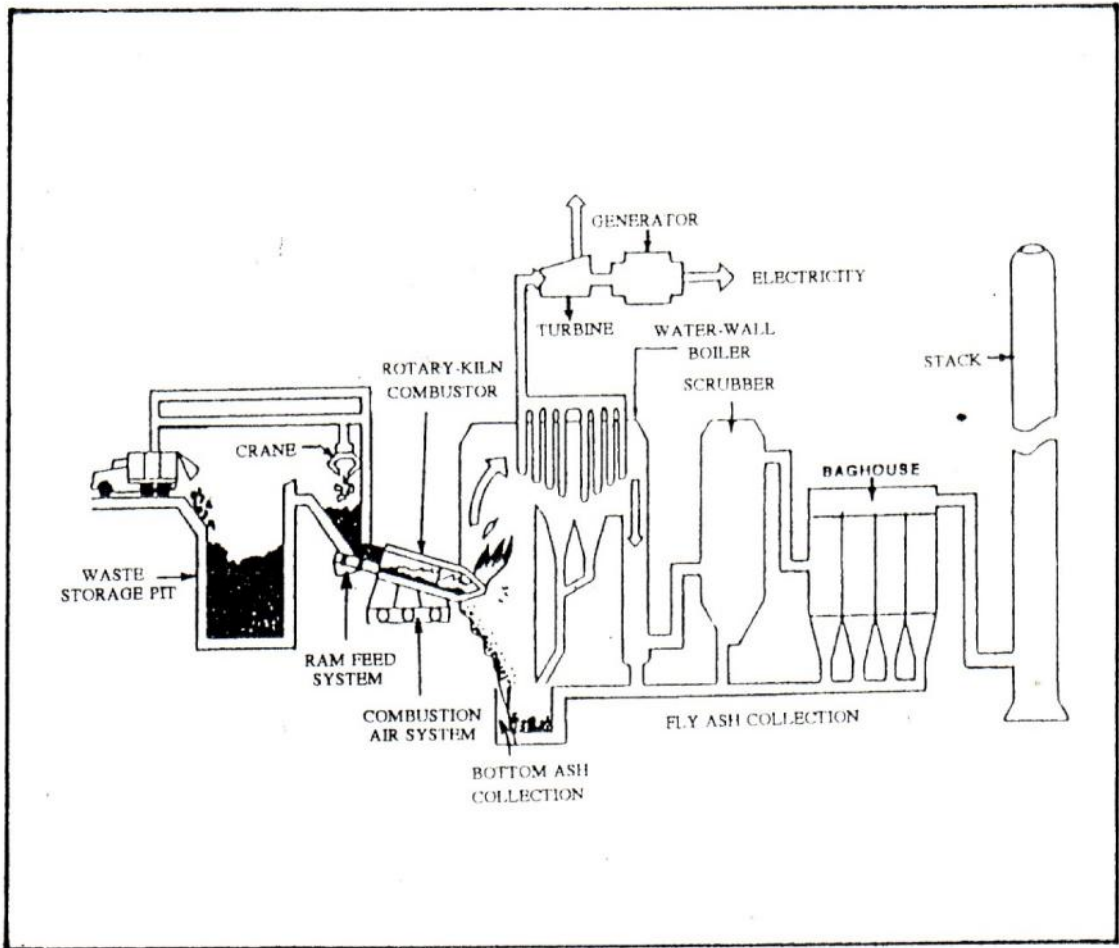 GENERATOR
ELECTRICITY
TURBINE
WATER-WALL
BOILER
SCRUBBER
STACK
ROTARY-KILN
COMBUSTOR
CRANE
BAGHOUSE
WASTE
STORAGE PIT
RAM FEED
SYSTEM
COMBUSTION
AIR SYSTEM
FLY ASH COLLECTION
BOTTOM ASH
COLLECTION